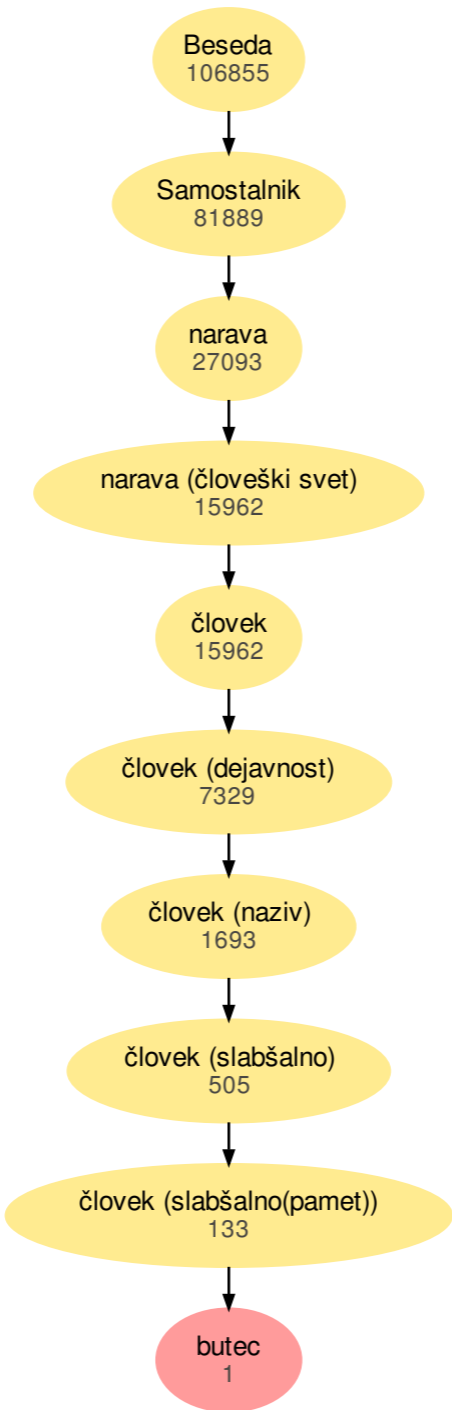 Beseda
106855
Samostalnik
81889
narava
27093
narava (človeški svet)
15962
človek
15962
človek (dejavnost)
7329
človek (naziv)
1693
človek (slabšalno)
505
človek (slabšalno(pamet))
133
butec
1